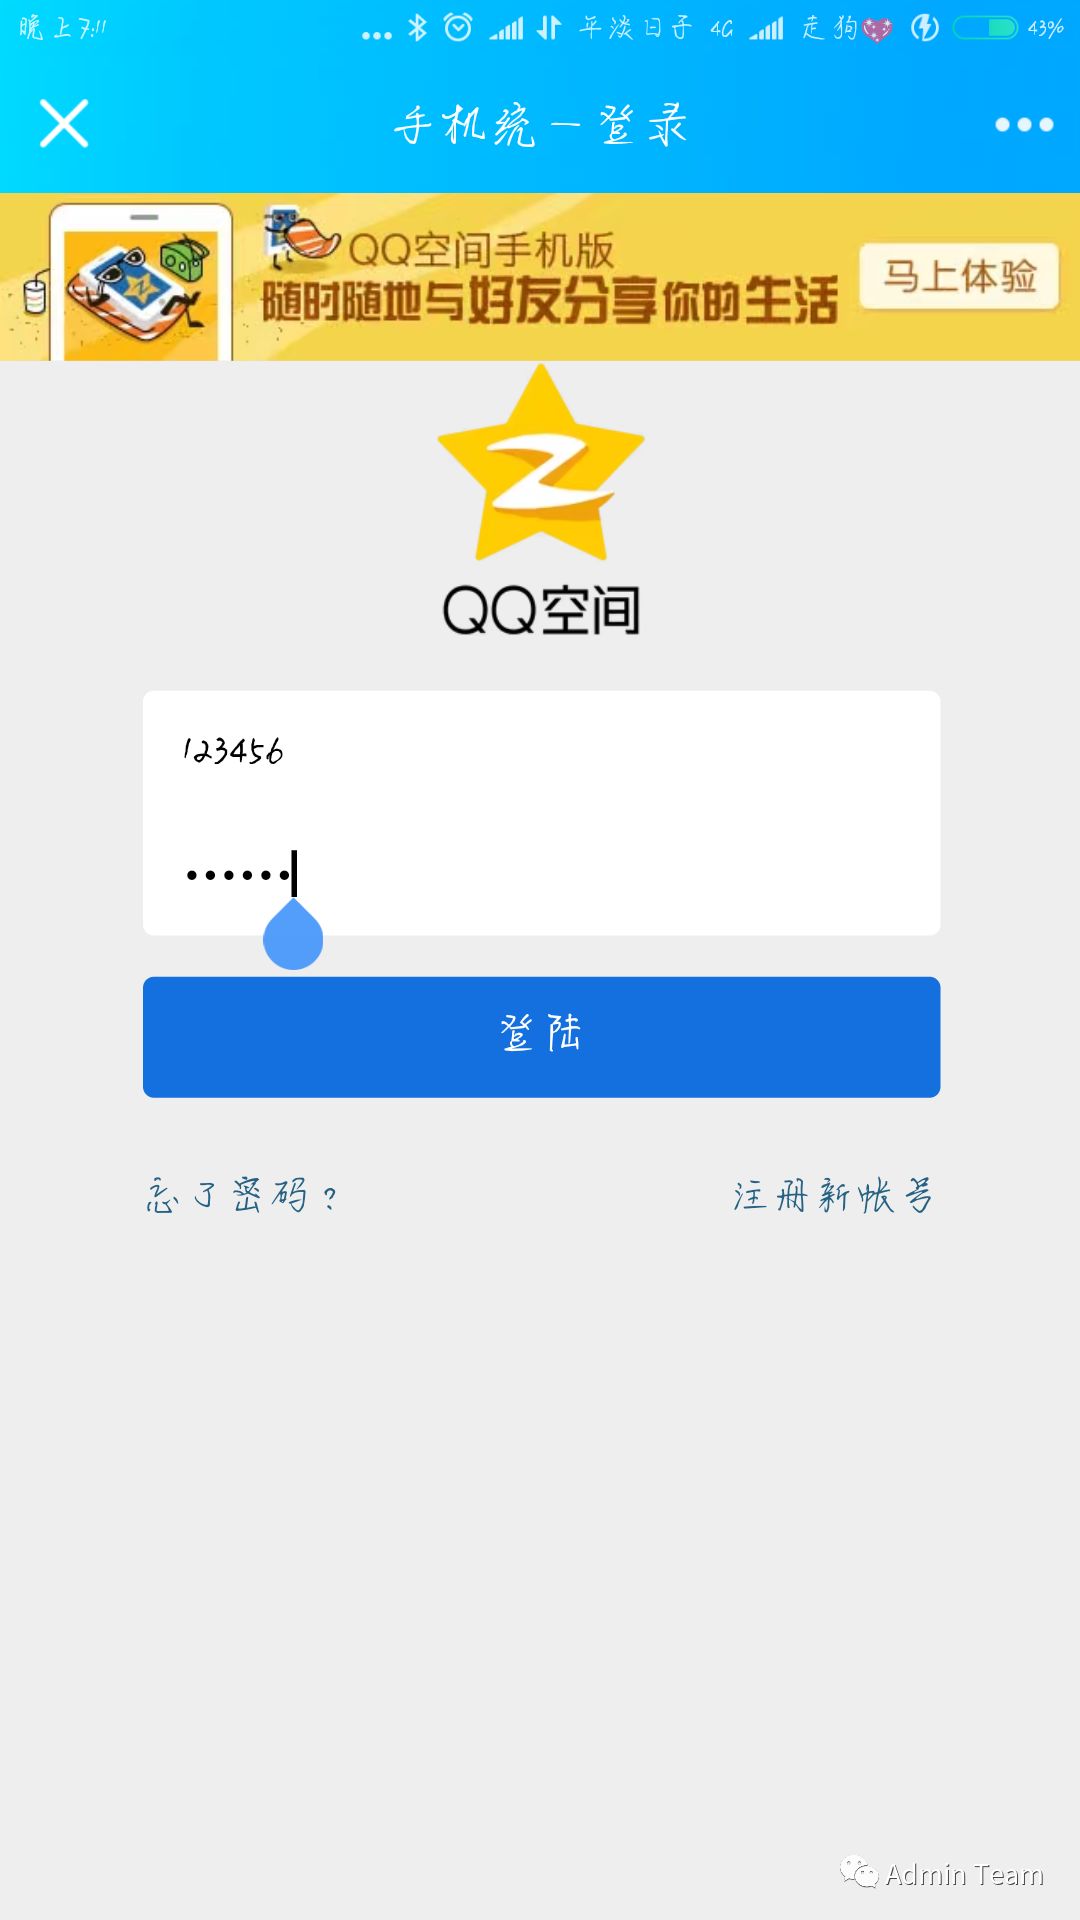 晚上7:11 ... 平淡日子 4G 走狗 43%
手机统一登录
QQ空间手机版
随时随地与好友分享你的生活
马上体验
QQ空间
123456
••••••
登陆
忘了密码？ 注册新帐号
Admin Team